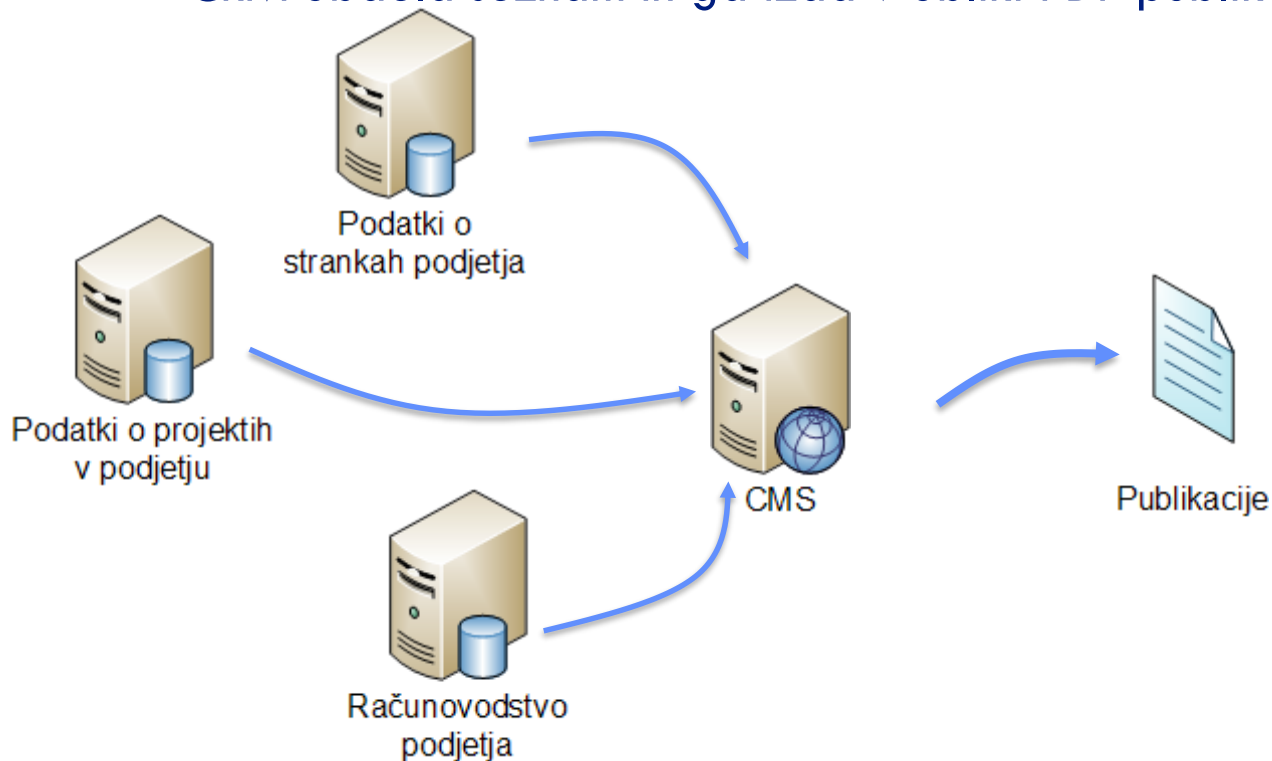 Podatki o
strankah podjetja
Podatki o projektih
v podjetju
CMS
Publikacije
Računovodstvo
podjetja